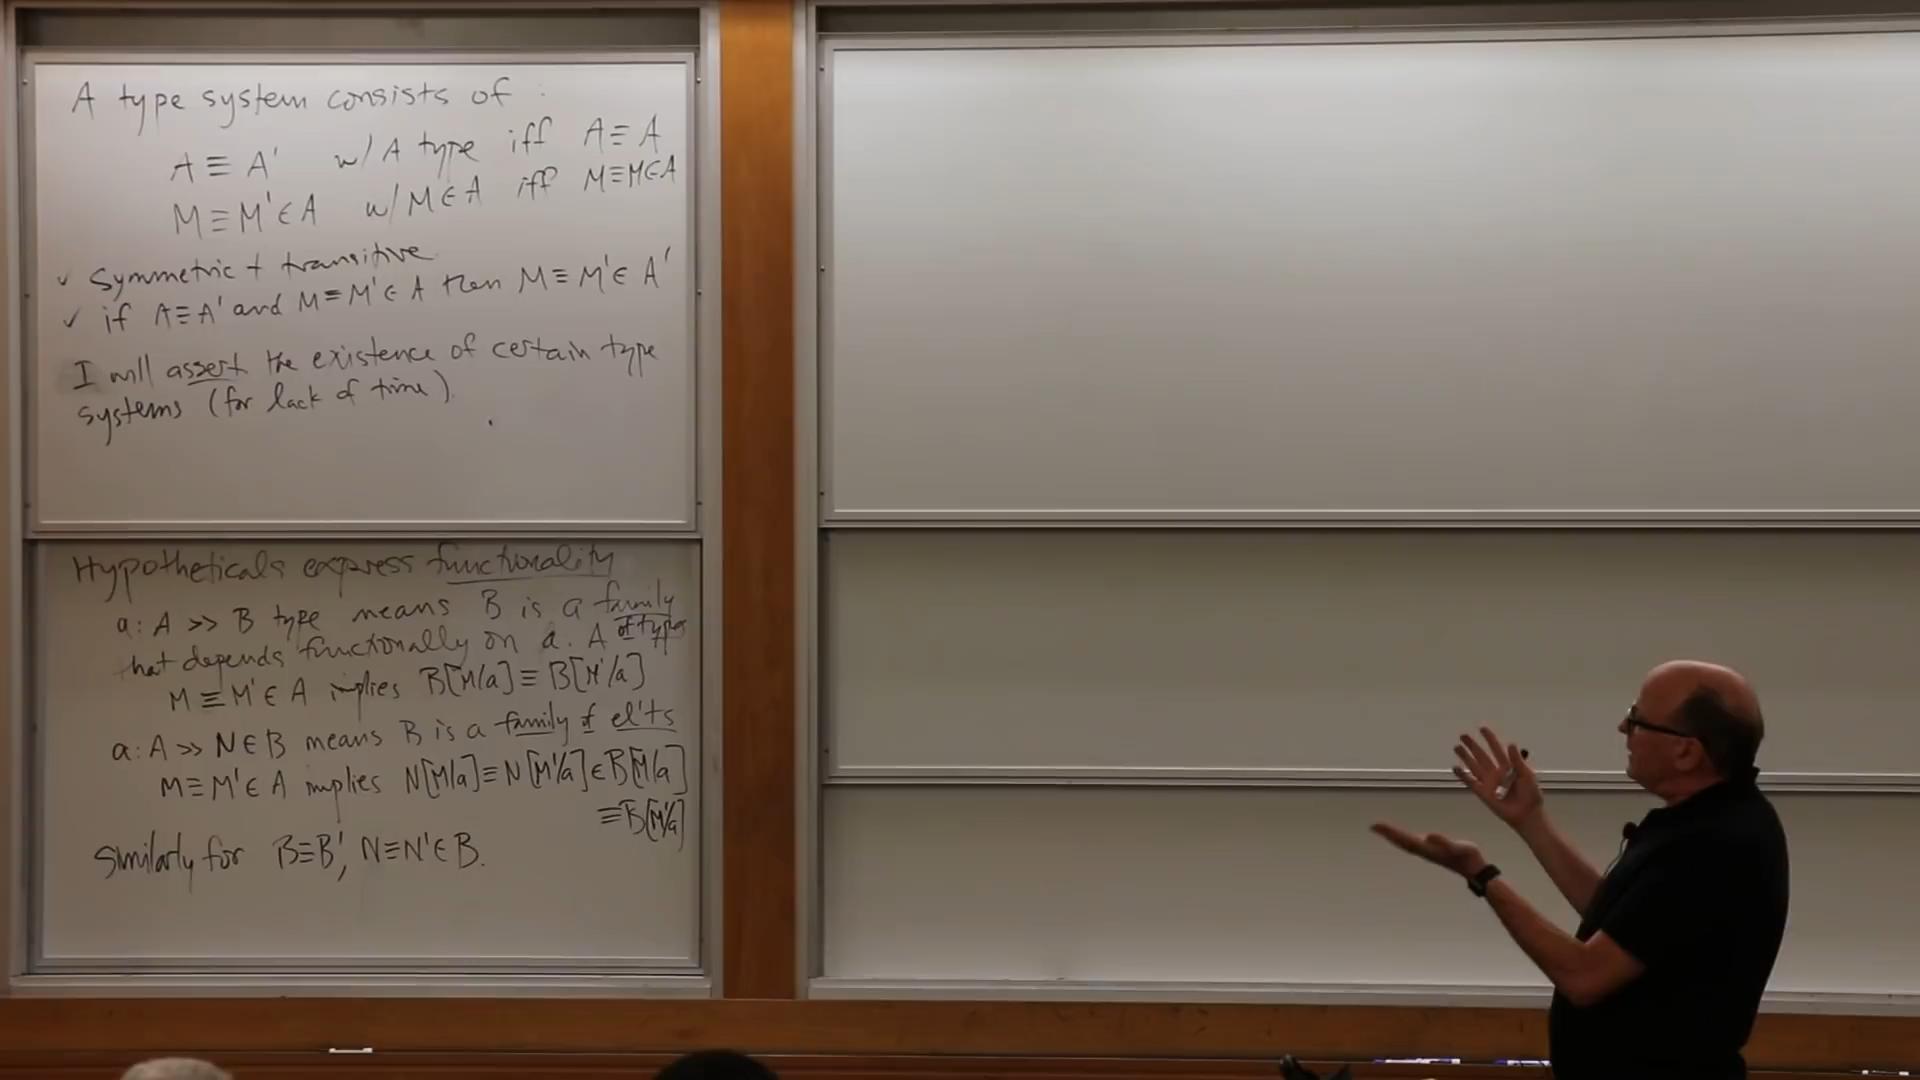 A type system consists of :
A ≡ A' w/ A type iff A ≡ A
M ≡ M' ∈ A w/ M ∈ A iff M ≡ M ∈ A
✓ symmetric + transitive
✓ if A ≡ A' and M ≡ M' ∈ A then M ≡ M' ∈ A'
I will assert the existence of certain type
systems (for lack of time).
Hypotheticals express functionality
a: A >> B type means B is a family
of types
that depends functionally on a: A
M ≡ M' ∈ A implies B[M/a] ≡ B[M'/a]
a: A >> N ∈ B means B is a family of el'ts
M ≡ M' ∈ A implies N[M/a] ≡ N[M'/a] ∈ B[M/a]
≡ B[M'/a]
Similarly for B ≡ B', N ≡ N' ∈ B.